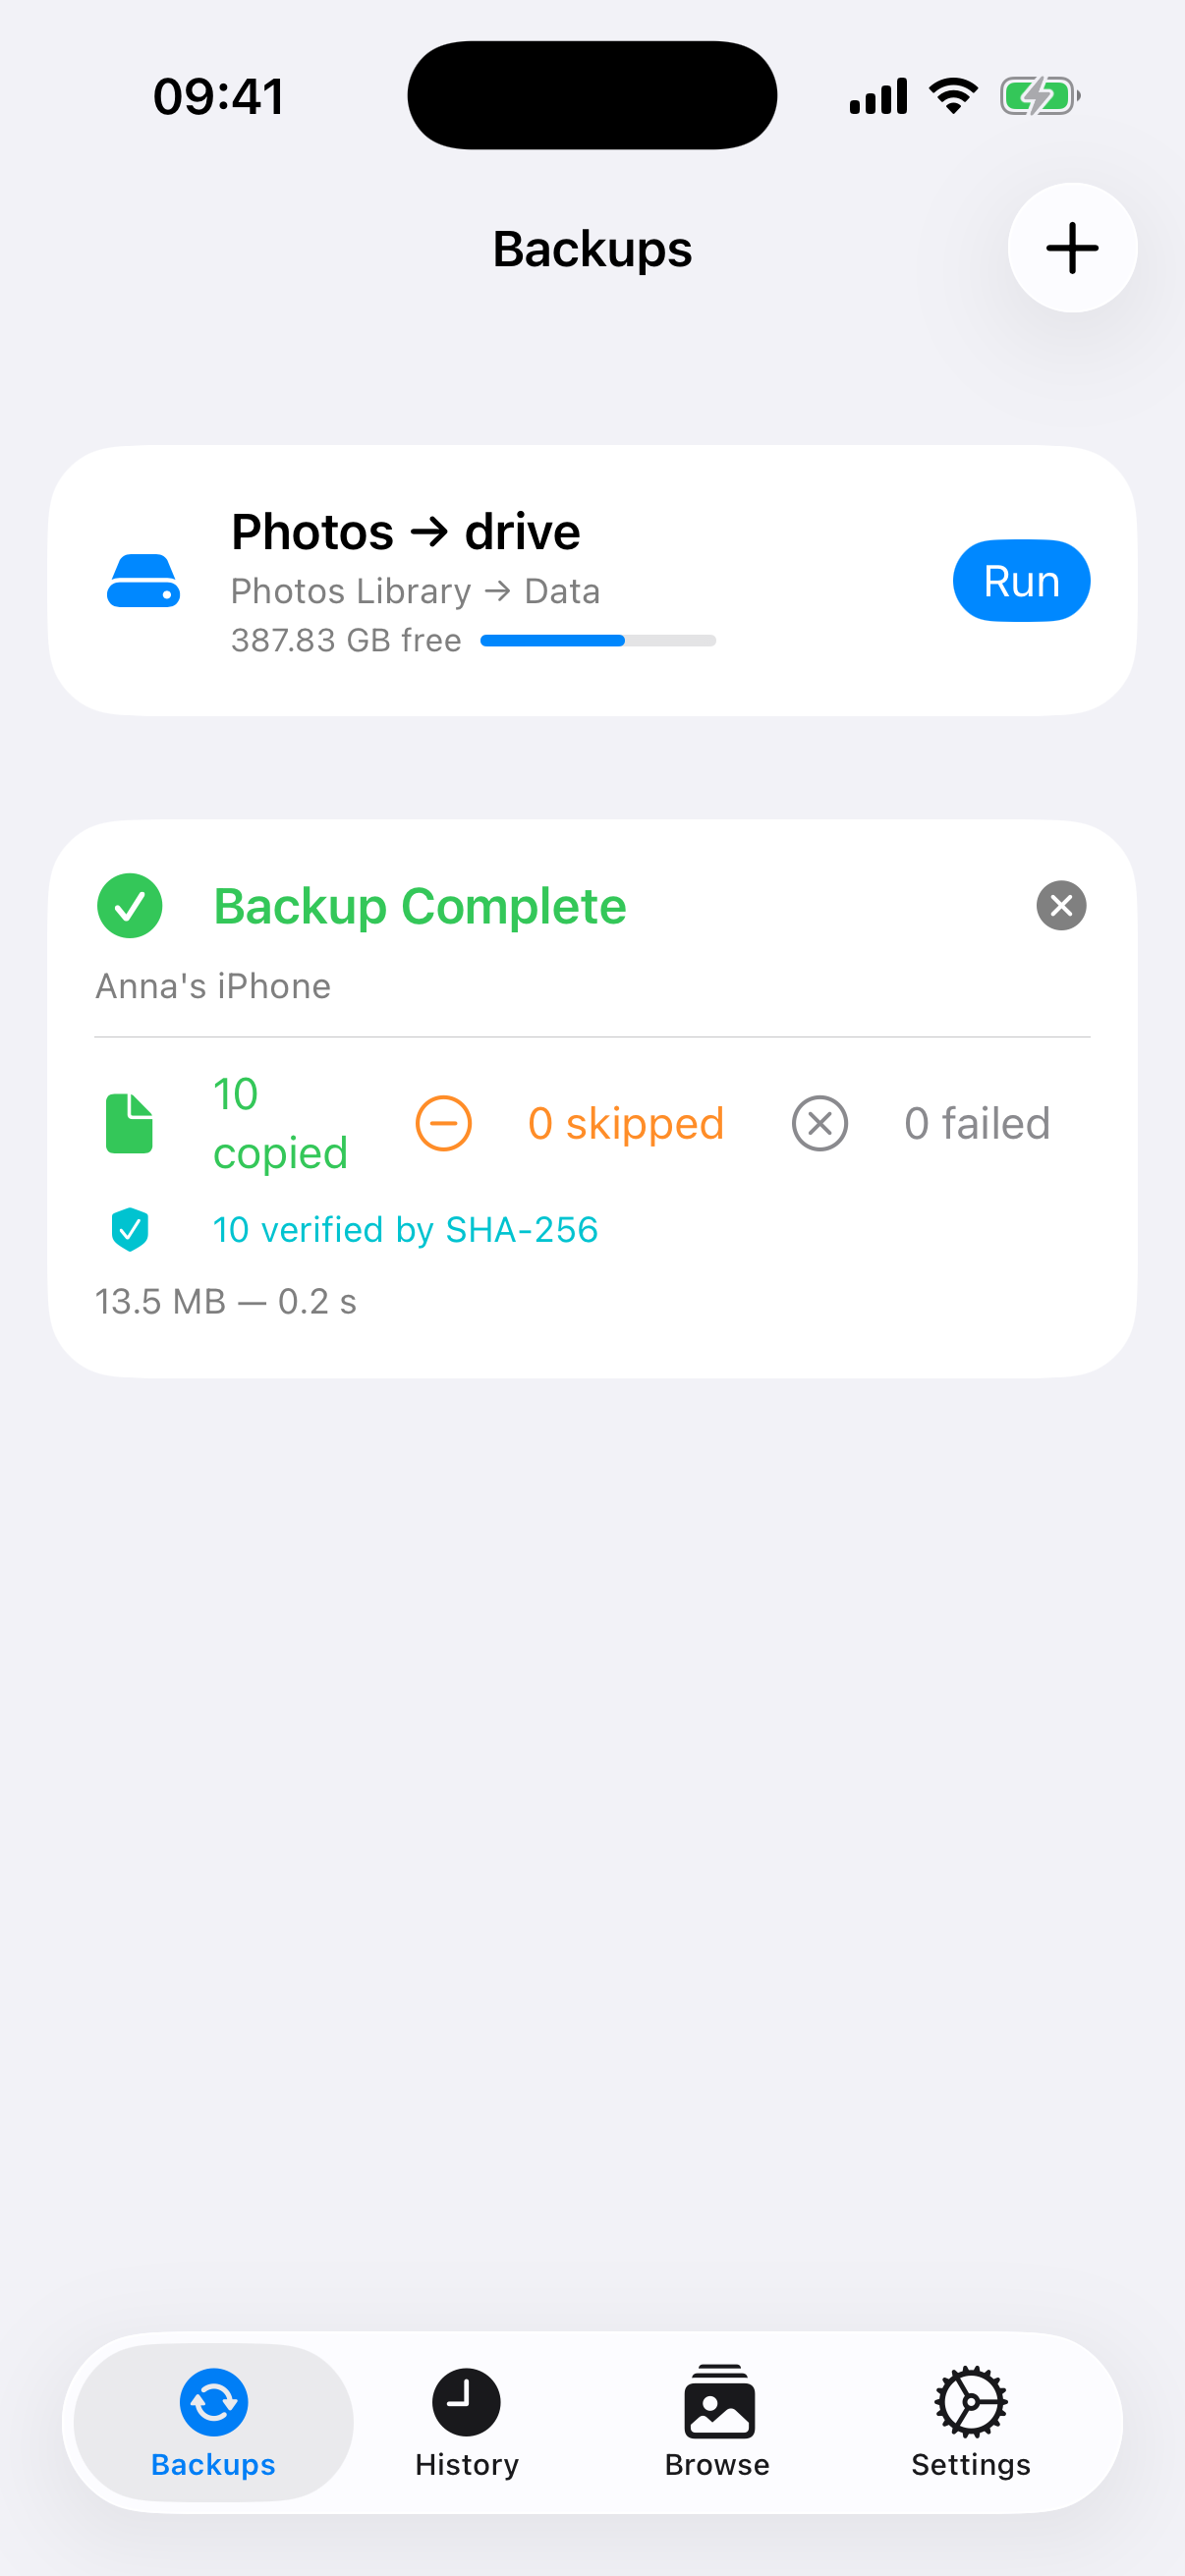 09:41
Backups
Photos → drive
Photos Library → Data
387.83 GB free
Run
Backup Complete
Anna's iPhone
10
copied
0 skipped
0 failed
10 verified by SHA-256
13.5 MB — 0.2 s
Backups
History
Browse
Settings